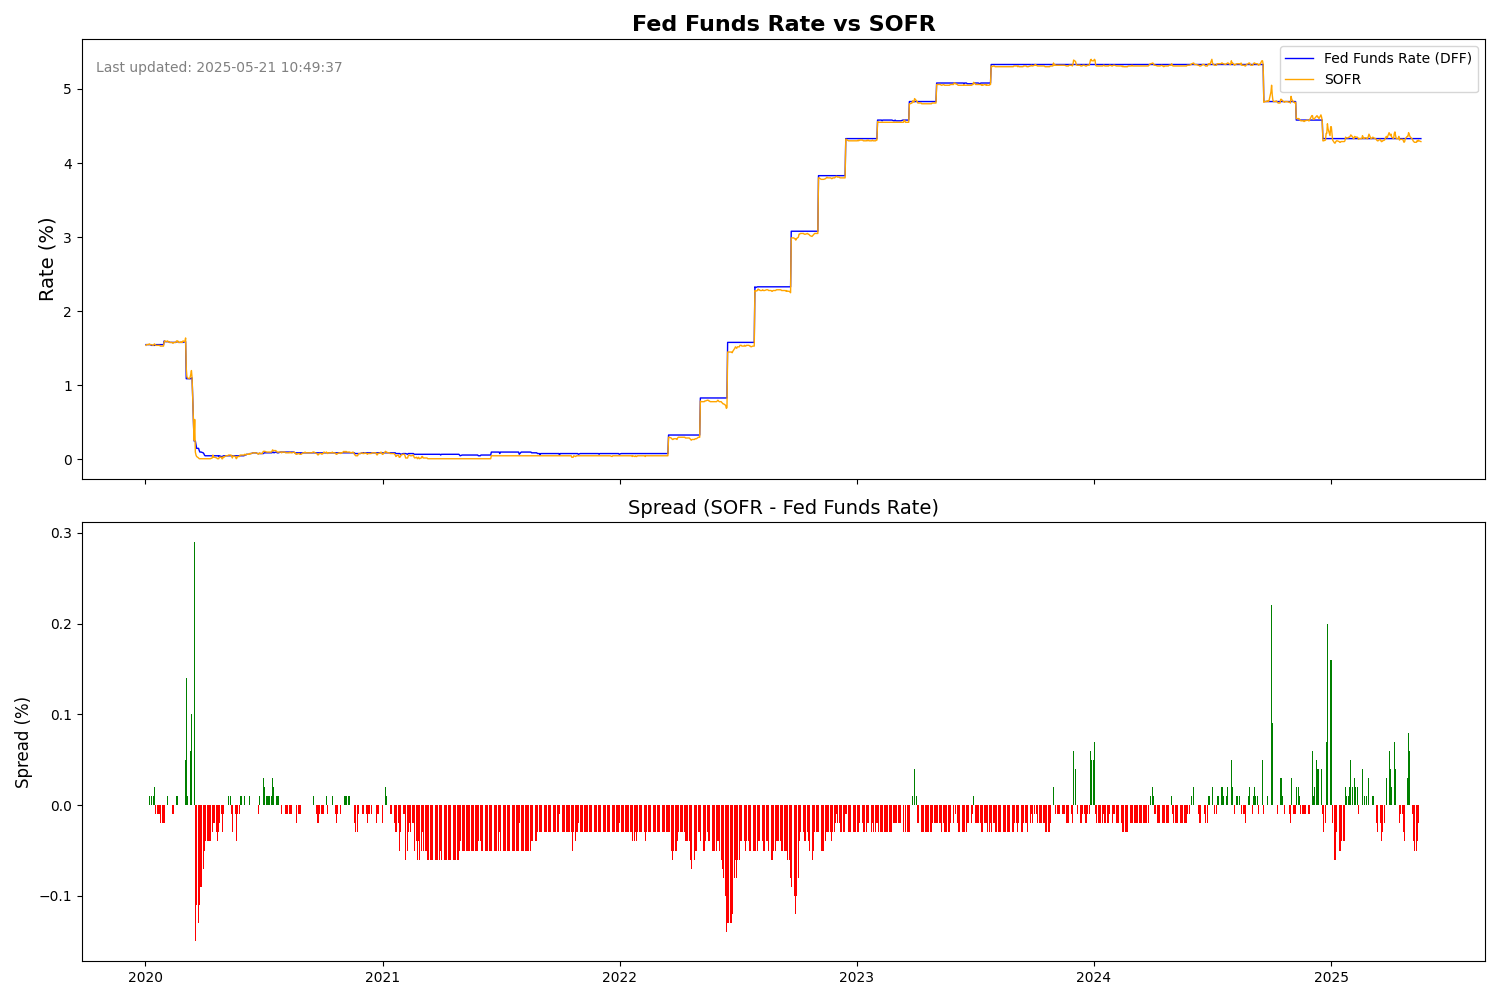 Fed Funds Rate vs SOFR
Last updated: 2025-05-21 10:49:37
Fed Funds Rate (DFF)
SOFR
Rate (%)
5
4
3
2
1
0
Spread (SOFR - Fed Funds Rate)
Spread (%)
0.3
0.2
0.1
0.0
−0.1
2020 2021 2022 2023 2024 2025